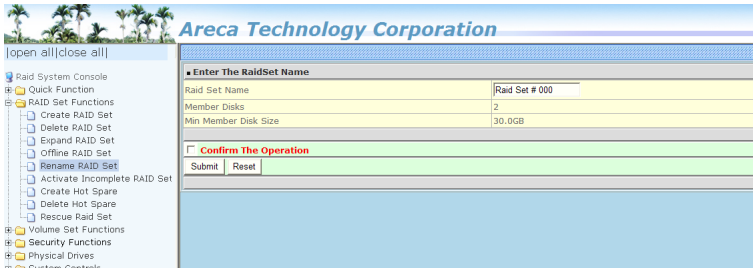 Areca Technology Corporation
|open all|close all|
Raid System Console
Quick Function
RAID Set Functions
Create RAID Set
Delete RAID Set
Expand RAID Set
Offline RAID Set
Rename RAID Set
Activate Incomplete RAID Set
Create Hot Spare
Delete Hot Spare
Rescue Raid Set
Volume Set Functions
Security Functions
Physical Drives
System Controls
Enter The RaidSet Name
Raid Set Name Raid Set # 000
Member Disks 2
Min Member Disk Size 30.0GB
Confirm The Operation
Submit Reset